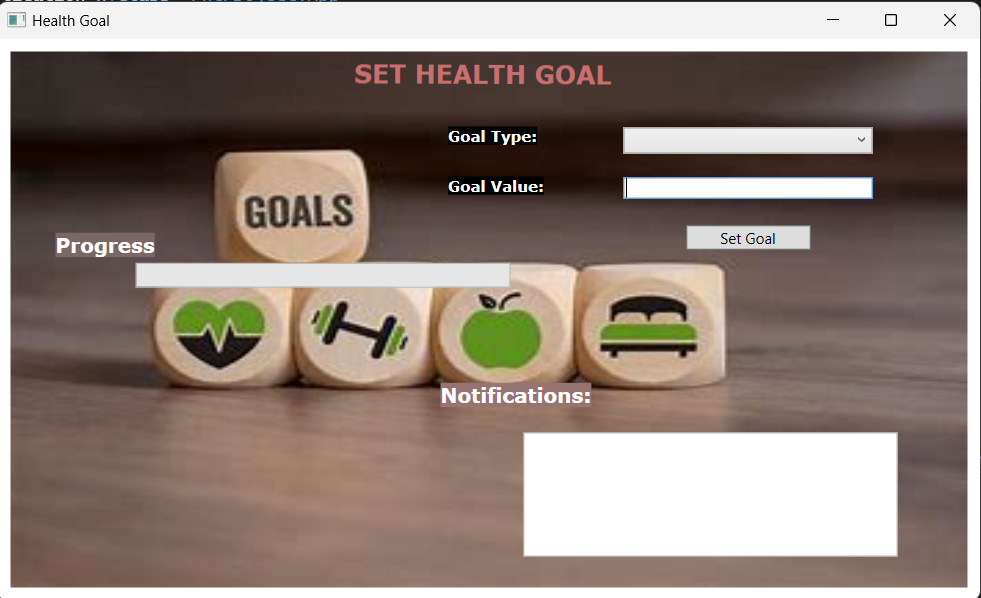 Health Goal
SET HEALTH GOAL
Goal Type:
Goal Value:
GOALS
Set Goal
Progress
Notifications: